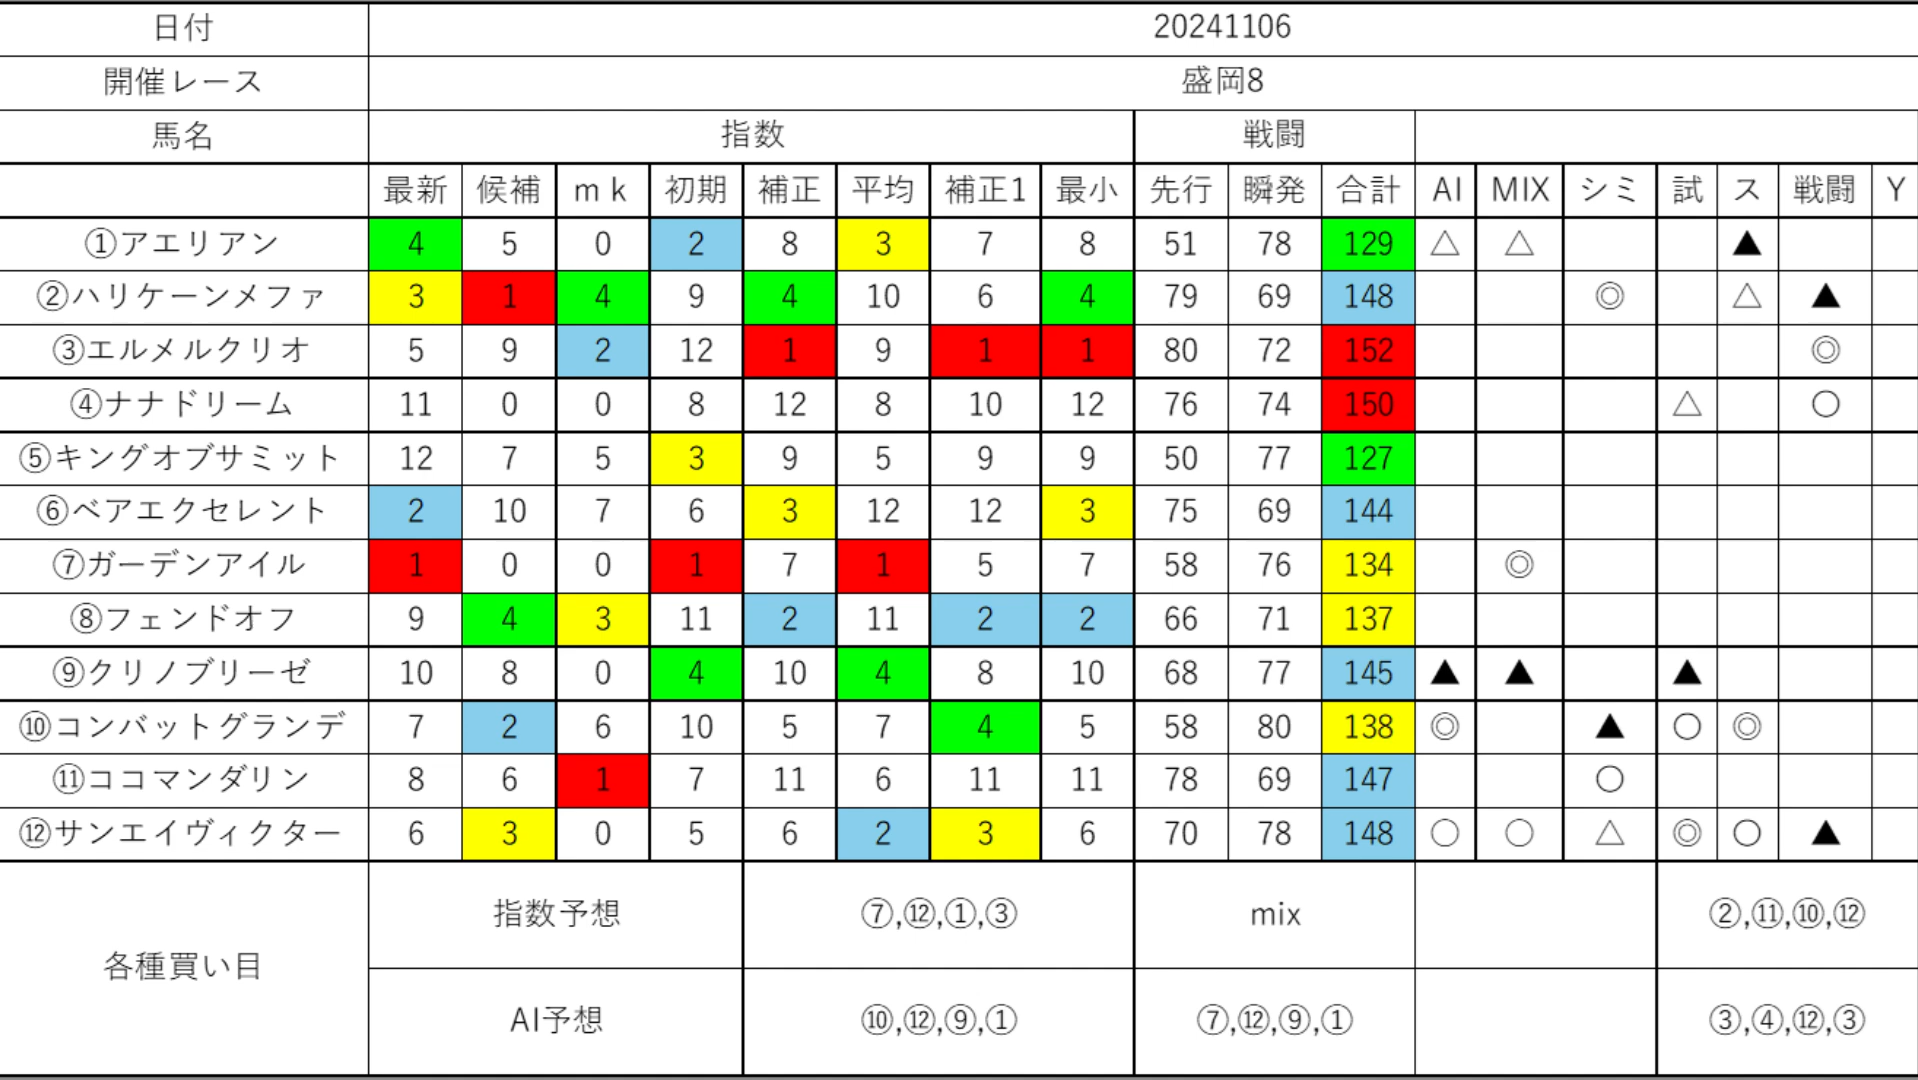 日付 20241106
開催レース 盛岡8
馬名 指数 戦闘
最新 候補 ｍｋ 初期 補正 平均 補正1 最小 先行 瞬発 合計 AI MIX シミ 試 ス 戦闘 Y
①アエリアン 4 5 0 2 8 3 7 8 51 78 129 △ △ ▲
②ハリケーンメファ 3 1 4 9 4 10 6 4 79 69 148 ◎ △ ▲
③エルメルクリオ 5 9 2 12 1 9 1 1 80 72 152 ◎
④ナナドリーム 11 0 0 8 12 8 10 12 76 74 150 △ ○
⑤キングオブサミット 12 7 5 3 9 5 9 9 50 77 127
⑥ベアエクセレント 2 10 7 6 3 12 12 3 75 69 144
⑦ガーデンアイル 1 0 0 1 7 1 5 7 58 76 134 ◎
⑧フェンドオフ 9 4 3 11 2 11 2 2 66 71 137
⑨クリノブリーゼ 10 8 0 4 10 4 8 10 68 77 145 ▲ ▲ ▲
⑩コンバットグランデ 7 2 6 10 5 7 4 5 58 80 138 ◎ ▲ ○ ◎
⑪ココマンダリン 8 6 1 7 11 6 11 11 78 69 147 ○
⑫サンエイヴィクター 6 3 0 5 6 2 3 6 70 78 148 ○ ○ △ ◎ ○ ▲
各種買い目
指数予想 ⑦,⑫,①,③ mix ②,⑪,⑩,⑫
AI予想 ⑩,⑫,⑨,① ⑦,⑫,⑨,① ③,④,⑫,③